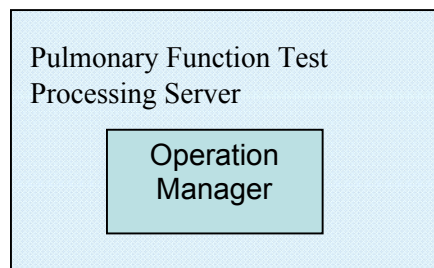 Pulmonary Function Test
Processing Server
Operation
Manager